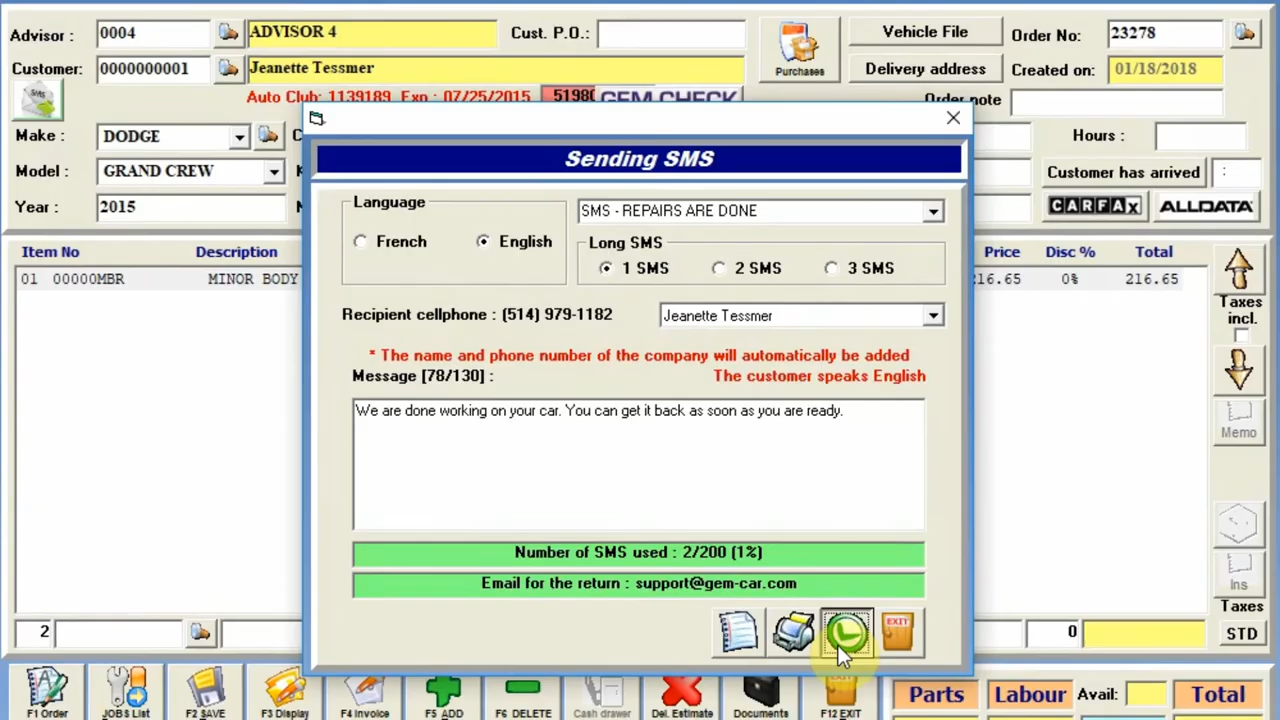 Advisor : 0004 ADVISOR 4 Cust. P.O.: Purchases Vehicle File Order No: 23278
Customer: 0000000001 Jeanette Tessmer Delivery address Created on: 01/18/2018
SMS Auto Club: 1139189 Exp : 07/25/2015 5198 GEM CHECK Order note
Make : DODGE Hours :
Model : GRAND CREW Customer has arrived :
Year : 2015 CARFAX ALLDATA
Item No Description Price Disc % Total
01 00000MBR MINOR BODY 216.65 0% 216.65
Sending SMS
Language
French English
SMS - REPAIRS ARE DONE
Long SMS
1 SMS 2 SMS 3 SMS
Recipient cellphone : (514) 979-1182 Jeanette Tessmer
* The name and phone number of the company will automatically be added
Message [78/130] : The customer speaks English
We are done working on your car. You can get it back as soon as you are ready.
Number of SMS used : 2/200 (1%)
Email for the return : support@gem-car.com
EXIT
Taxes
incl.
Memo
Ins
Taxes
2 0 STD
F1 Order JOBS List F2 SAVE F3 Display F4 Invoice F5 ADD F6 DELETE Cash drawer Del. Estimate Documents F12 EXIT
Parts Labour Avail: Total